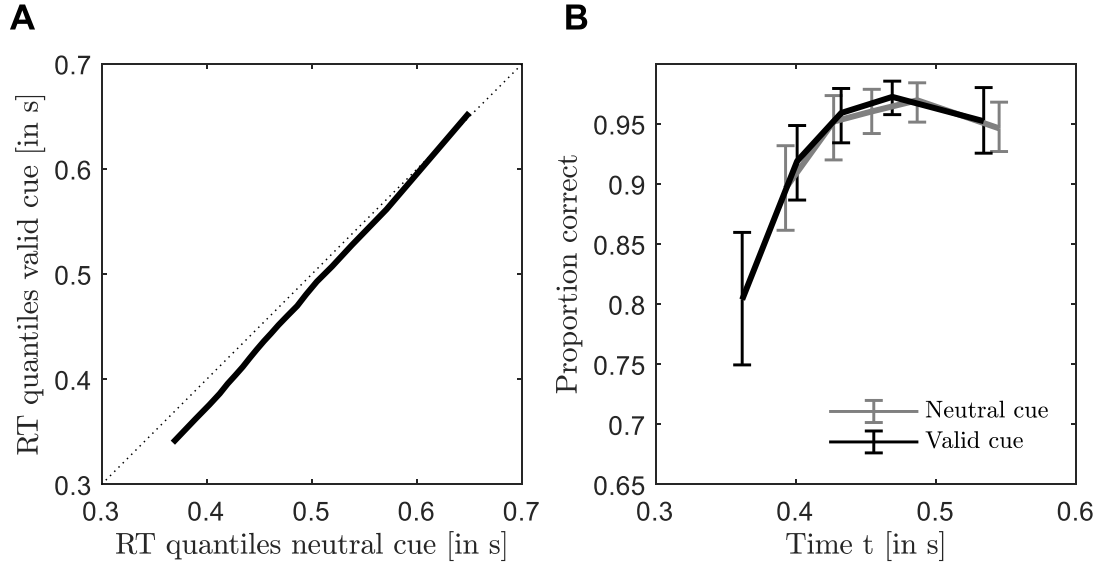 A
RT quantiles valid cue [in s]
0.7
0.6
0.5
0.4
0.3
0.3 0.4 0.5 0.6 0.7
RT quantiles neutral cue [in s]
B
Proportion correct
0.95
0.9
0.85
0.8
0.75
0.7
0.65
0.3 0.4 0.5 0.6
Time t [in s]
Neutral cue
Valid cue